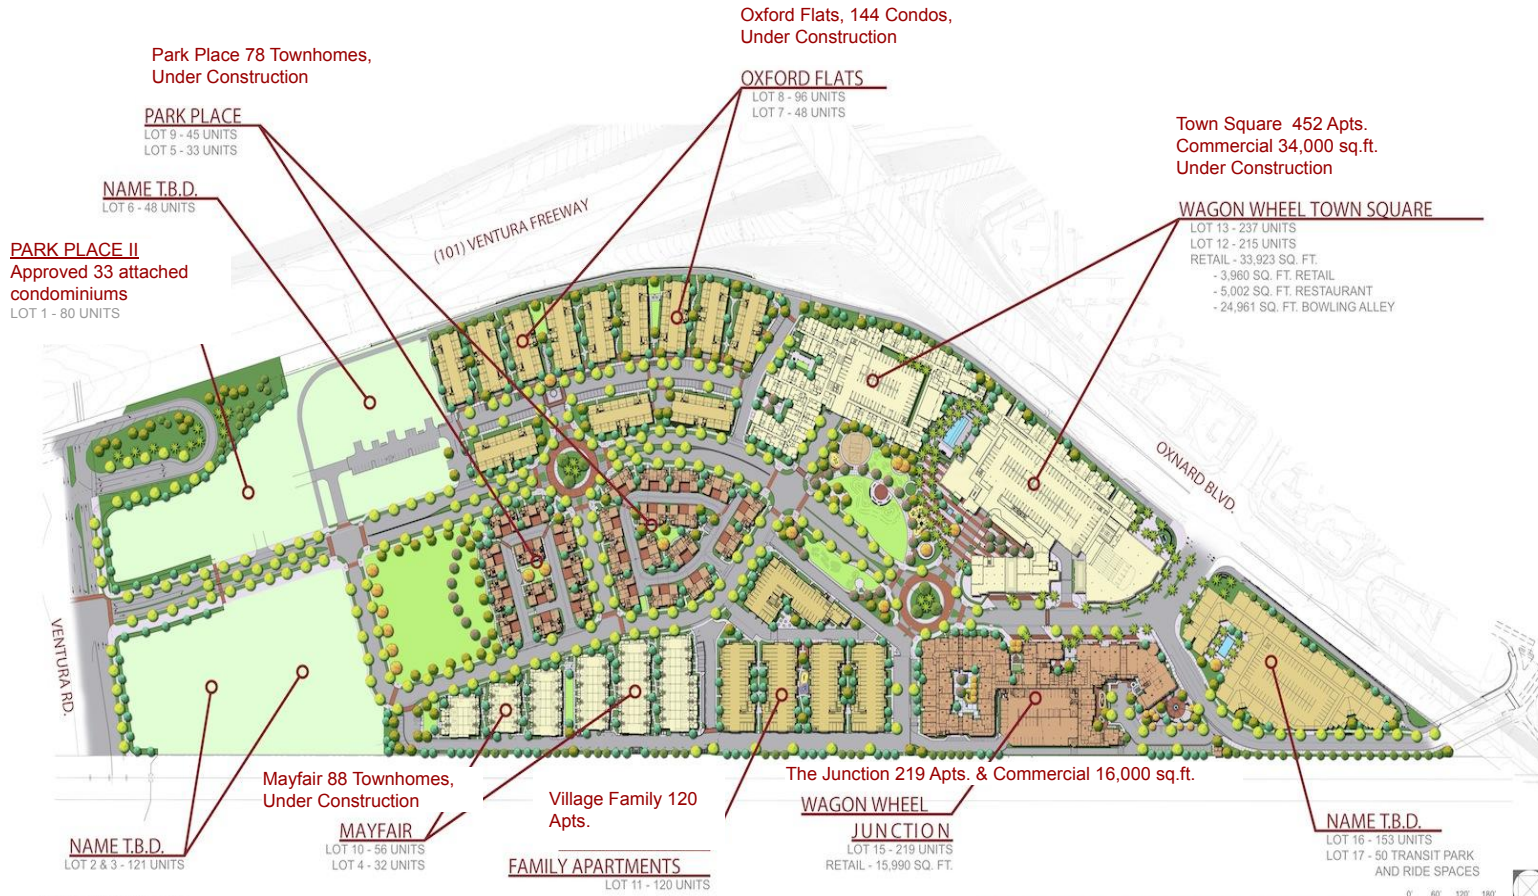 Oxford Flats, 144 Condos,
Under Construction
OXFORD FLATS
LOT 8 - 96 UNITS
LOT 7 - 48 UNITS
Park Place 78 Townhomes,
Under Construction
PARK PLACE
LOT 9 - 45 UNITS
LOT 5 - 33 UNITS
NAME T.B.D.
LOT 6 - 48 UNITS
PARK PLACE II
Approved 33 attached
condominiums
LOT 1 - 80 UNITS
Town Square 452 Apts.
Commercial 34,000 sq.ft.
Under Construction
WAGON WHEEL TOWN SQUARE
LOT 13 - 237 UNITS
LOT 12 - 215 UNITS
RETAIL - 33,923 SQ. FT.
- 3,960 SQ. FT. RETAIL
- 5,002 SQ. FT. RESTAURANT
- 24,961 SQ. FT. BOWLING ALLEY
(101) VENTURA FREEWAY
OXNARD BLVD.
VENTURA RD.
Mayfair 88 Townhomes,
Under Construction
MAYFAIR
LOT 10 - 56 UNITS
LOT 4 - 32 UNITS
NAME T.B.D.
LOT 2 & 3 - 121 UNITS
Village Family 120
Apts.
FAMILY APARTMENTS
LOT 11 - 120 UNITS
The Junction 219 Apts. & Commercial 16,000 sq.ft.
WAGON WHEEL
JUNCTION
LOT 15 - 219 UNITS
RETAIL - 15,990 SQ. FT.
NAME T.B.D.
LOT 16 - 153 UNITS
LOT 17 - 50 TRANSIT PARK
AND RIDE SPACES
0' 60' 120' 180'